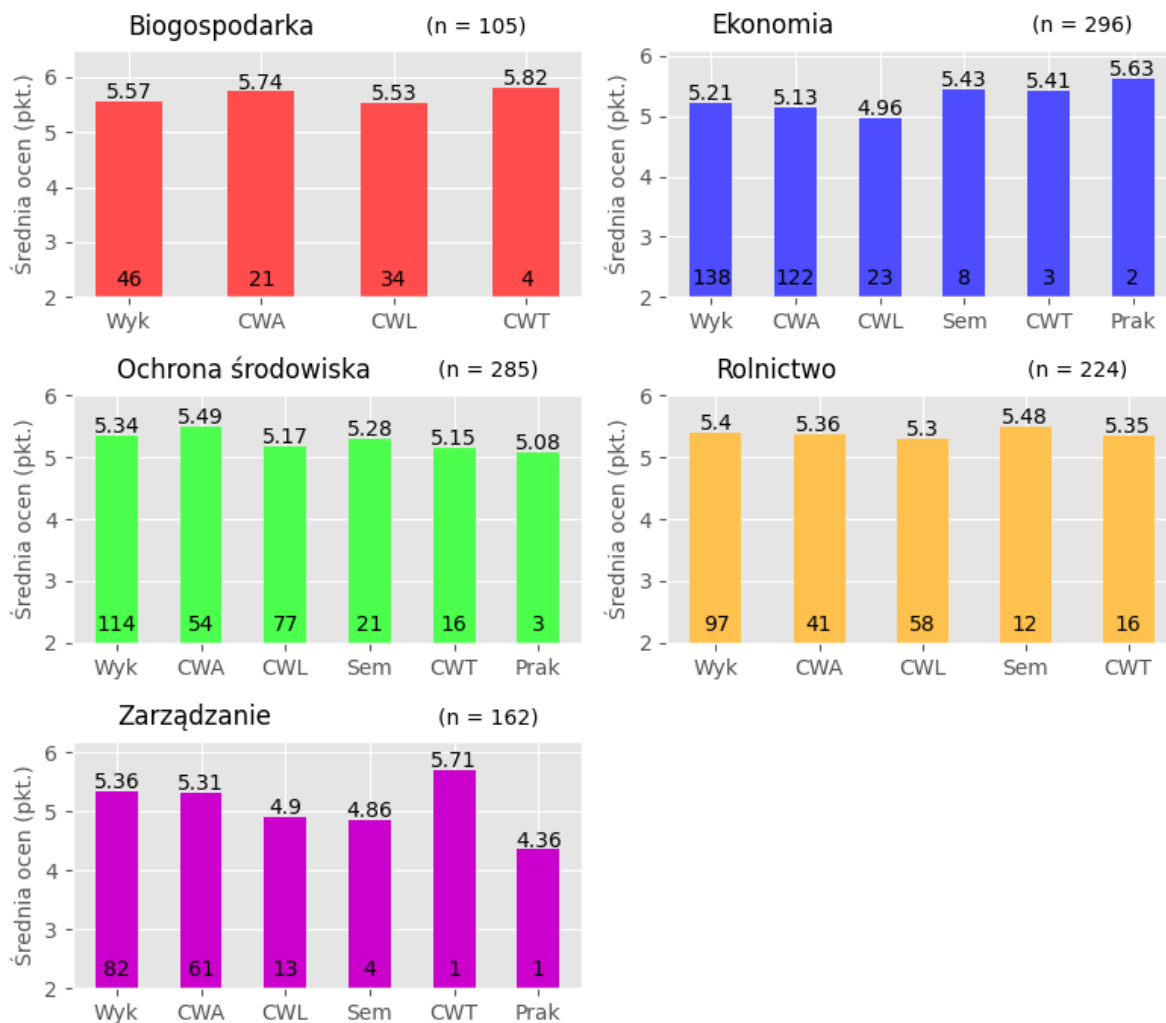 Biogospodarka (n = 105)
Średnia ocen (pkt.)
6
5
4
3
2
5.57 5.74 5.53 5.82
46 21 34 4
Wyk CWA CWL CWT
Ekonomia (n = 296)
Średnia ocen (pkt.)
6
5
4
3
2
5.21 5.13 4.96 5.43 5.41 5.63
138 122 23 8 3 2
Wyk CWA CWL Sem CWT Prak
Ochrona środowiska (n = 285)
Średnia ocen (pkt.)
6
5
4
3
2
5.34 5.49 5.17 5.28 5.15 5.08
114 54 77 21 16 3
Wyk CWA CWL Sem CWT Prak
Rolnictwo (n = 224)
Średnia ocen (pkt.)
6
5
4
3
2
5.4 5.36 5.3 5.48 5.35
97 41 58 12 16
Wyk CWA CWL Sem CWT
Zarządzanie (n = 162)
Średnia ocen (pkt.)
6
5
4
3
2
5.36 5.31 4.9 4.86 5.71 4.36
82 61 13 4 1 1
Wyk CWA CWL Sem CWT Prak